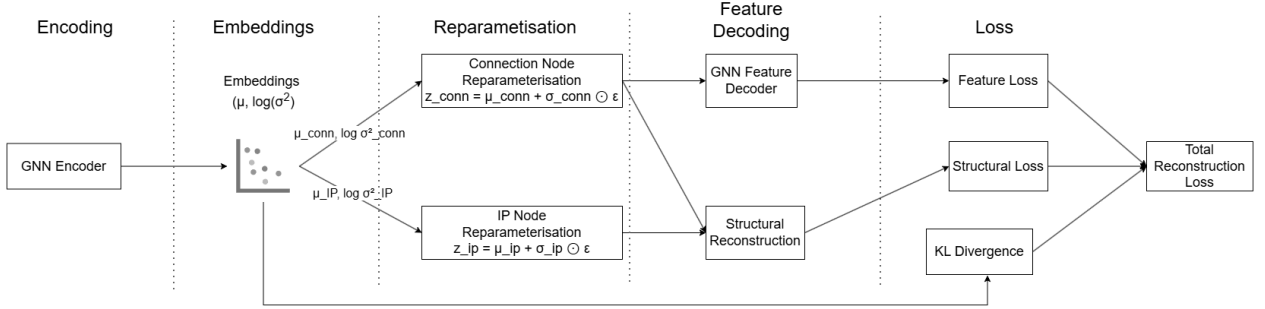 Encoding
Embeddings
Reparametisation
Feature
Decoding
Loss
GNN Encoder
Embeddings
(μ, log(σ²)
μ_conn, log σ²_conn
μ_IP, log σ²_IP
Connection Node
Reparameterisation
z_conn = μ_conn + σ_conn ⊙ ε
IP Node
Reparameterisation
z_ip = μ_ip + σ_ip ⊙ ε
GNN Feature
Decoder
Structural
Reconstruction
Feature Loss
Structural Loss
KL Divergence
Total
Reconstruction
Loss